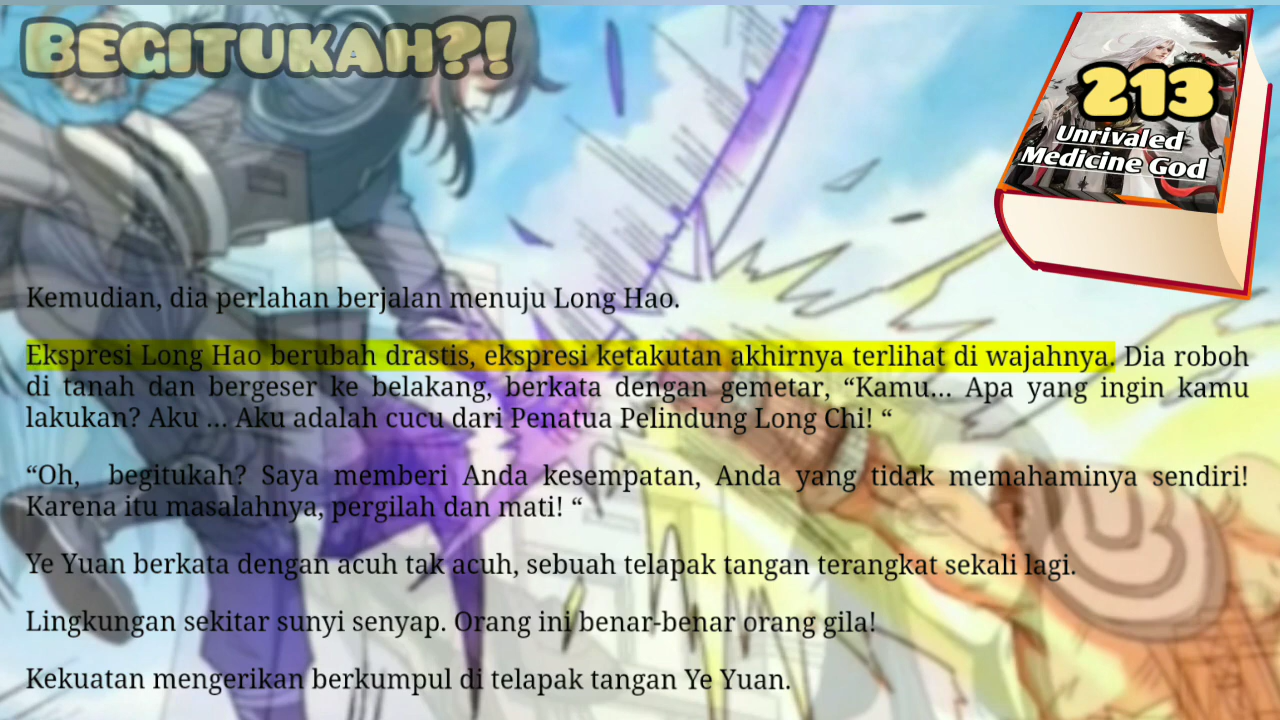 BEGITUKAH?!
213
Unrivaled
Medicine God
Kemudian, dia perlahan berjalan menuju Long Hao.
Ekspresi Long Hao berubah drastis, ekspresi ketakutan akhirnya terlihat di wajahnya. Dia roboh
di tanah dan bergeser ke belakang, berkata dengan gemetar, “Kamu... Apa yang ingin kamu
lakukan? Aku ... Aku adalah cucu dari Penatua Pelindung Long Chi! “
“Oh,  begitukah? Saya memberi Anda kesempatan, Anda yang tidak memahaminya sendiri!
Karena itu masalahnya, pergilah dan mati! “
Ye Yuan berkata dengan acuh tak acuh, sebuah telapak tangan terangkat sekali lagi.
Lingkungan sekitar sunyi senyap. Orang ini benar-benar orang gila!
Kekuatan mengerikan berkumpul di telapak tangan Ye Yuan.